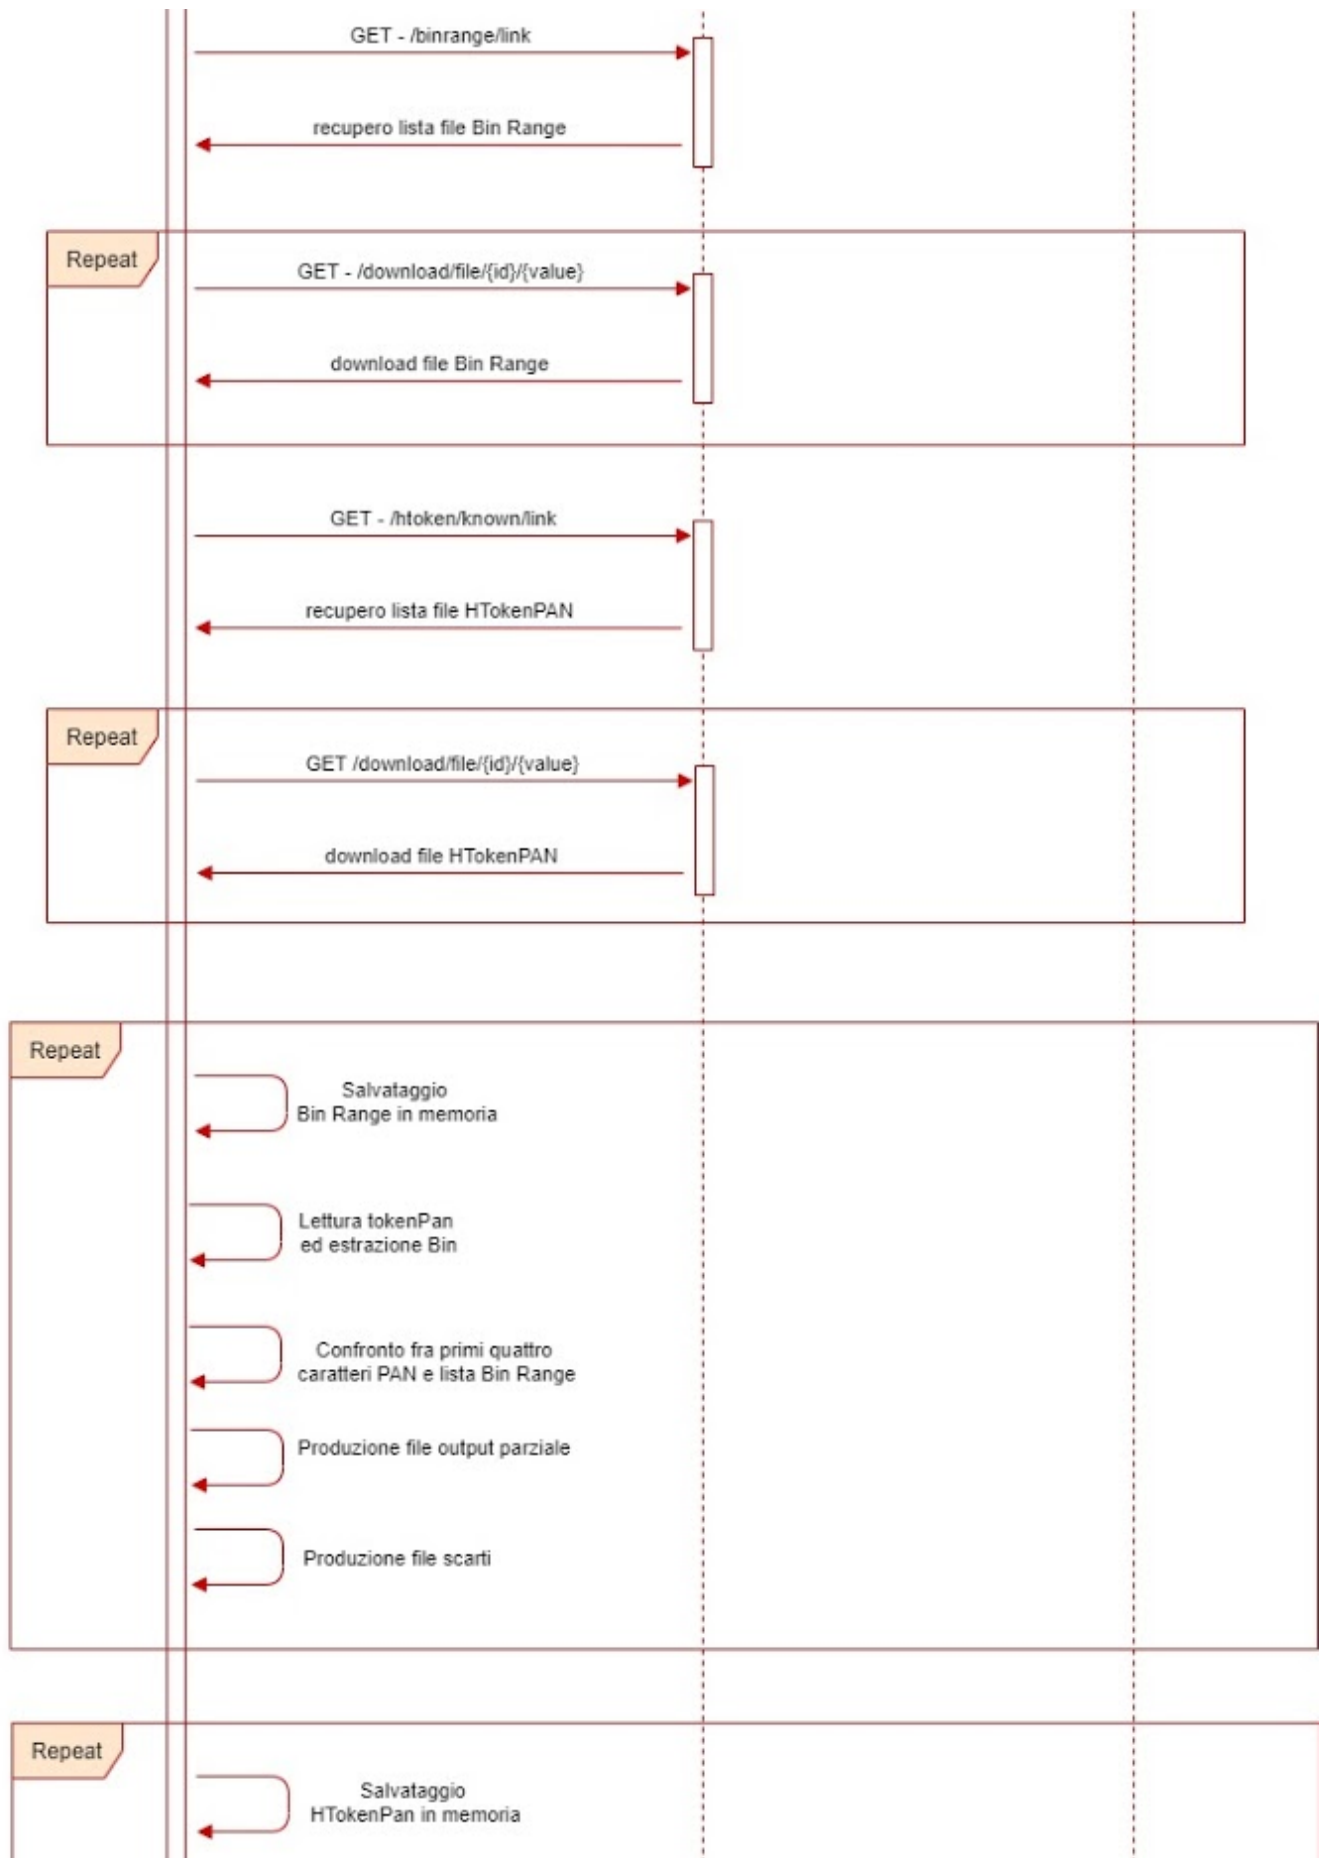 GET - /binrange/link
recupero lista file Bin Range
Repeat
GET - /download/file/{id}/{value}
download file Bin Range
GET - /htoken/known/link
recupero lista file HTokenPAN
Repeat
GET /download/file/{id}/{value}
download file HTokenPAN
Repeat
Salvataggio
Bin Range in memoria
Lettura tokenPan
ed estrazione Bin
Confronto fra primi quattro
caratteri PAN e lista Bin Range
Produzione file output parziale
Produzione file scarti
Repeat
Salvataggio
HTokenPan in memoria